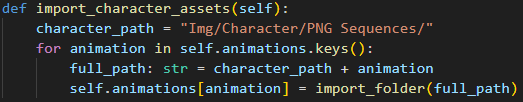 def import_character_assets(self):
    character_path = "Img/Character/PNG Sequences/"
    for animation in self.animations.keys():
        full_path: str = character_path + animation
        self.animations[animation] = import_folder(full_path)